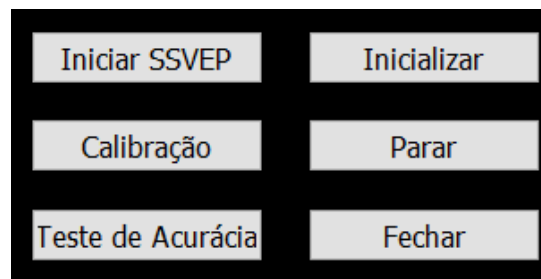 Iniciar SSVEP
Inicializar
Calibração
Parar
Teste de Acurácia
Fechar